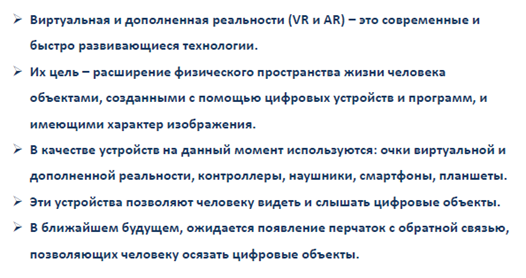 ➢ Виртуальная и дополненная реальности (VR и AR) – это современные и
быстро развивающиеся технологии.
➢ Их цель – расширение физического пространства жизни человека
объектами, созданными с помощью цифровых устройств и программ, и
имеющими характер изображения.
➢ В качестве устройств на данный момент используются: очки виртуальной и
дополненной реальности, контроллеры, наушники, смартфоны, планшеты.
➢ Эти устройства позволяют человеку видеть и слышать цифровые объекты.
➢ В ближайшем будущем, ожидается появление перчаток с обратной связью,
позволяющих человеку осязать цифровые объекты.